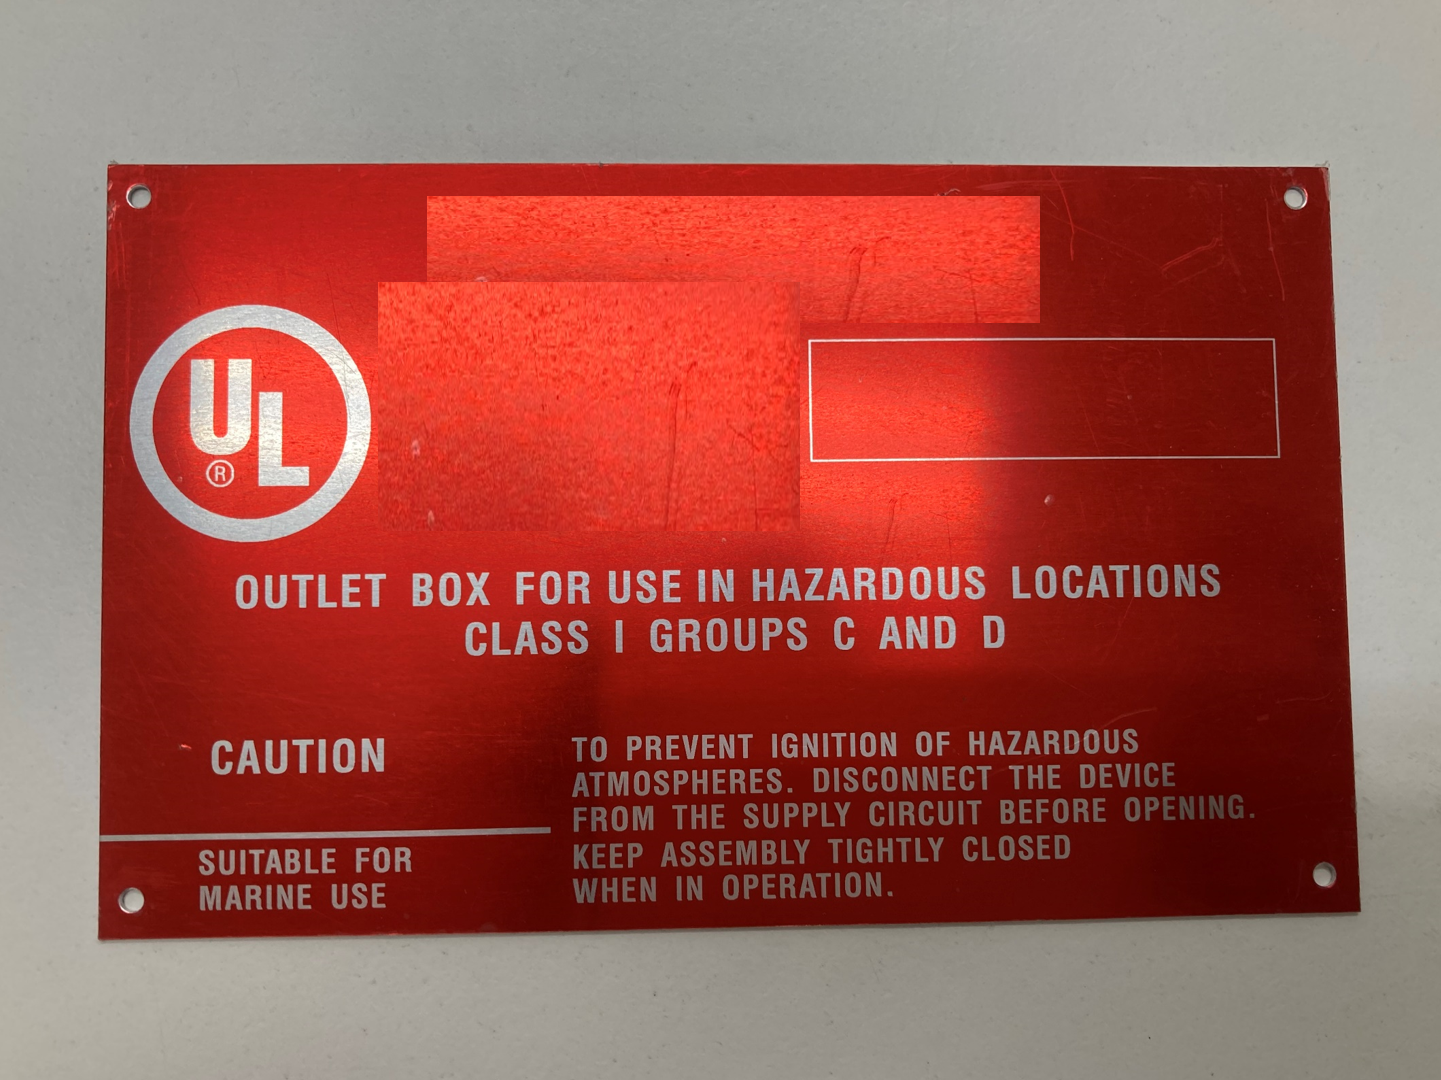 UL
®
OUTLET BOX FOR USE IN HAZARDOUS LOCATIONS
CLASS I GROUPS C AND D
CAUTION
TO PREVENT IGNITION OF HAZARDOUS
ATMOSPHERES. DISCONNECT THE DEVICE
FROM THE SUPPLY CIRCUIT BEFORE OPENING.
KEEP ASSEMBLY TIGHTLY CLOSED
WHEN IN OPERATION.
SUITABLE FOR
MARINE USE